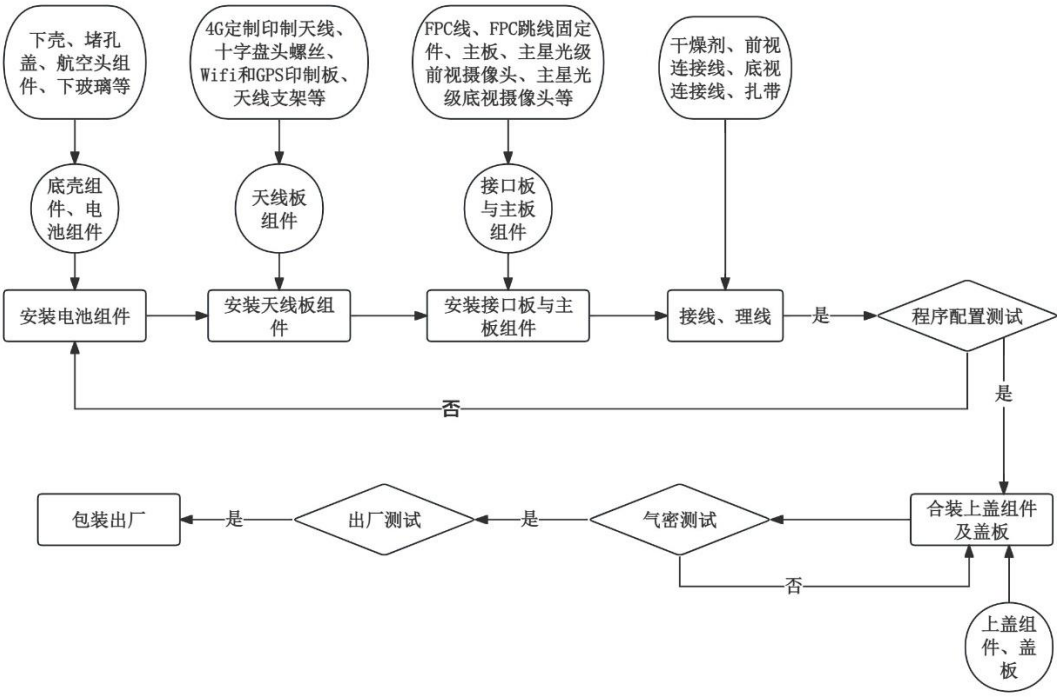 下壳、堵孔
盖、航空头组
件、下玻璃等
4G定制印制天线、
十字盘头螺丝、
Wifi和GPS印制板、
天线支架等
FPC线、FPC跳线固定
件、主板、主星光级
前视摄像头、主星光
级底视摄像头等
干燥剂、前视
连接线、底视
连接线、扎带
底壳组
件、电
池组件
天线板
组件
接口板
与主板
组件
安装电池组件
安装天线板组
件
安装接口板与主
板组件
接线、理线
是
程序配置测试
否
是
包装出厂
是
出厂测试
是
气密测试
合装上盖组件
及盖板
否
上盖组
件、盖
板